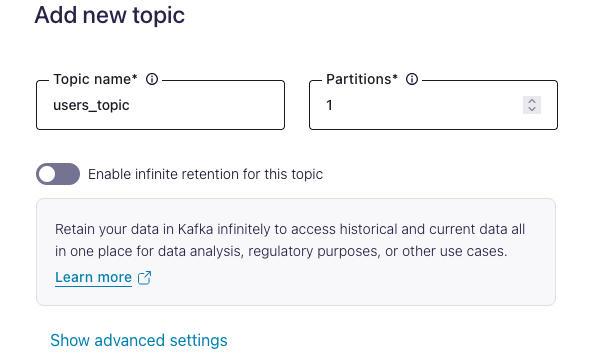 Add new topic
Topic name*
Partitions*
users_topic
1
Enable infinite retention for this topic
Retain your data in Kafka infinitely to access historical and current data all
in one place for data analysis, regulatory purposes, or other use cases.
Learn more
Show advanced settings